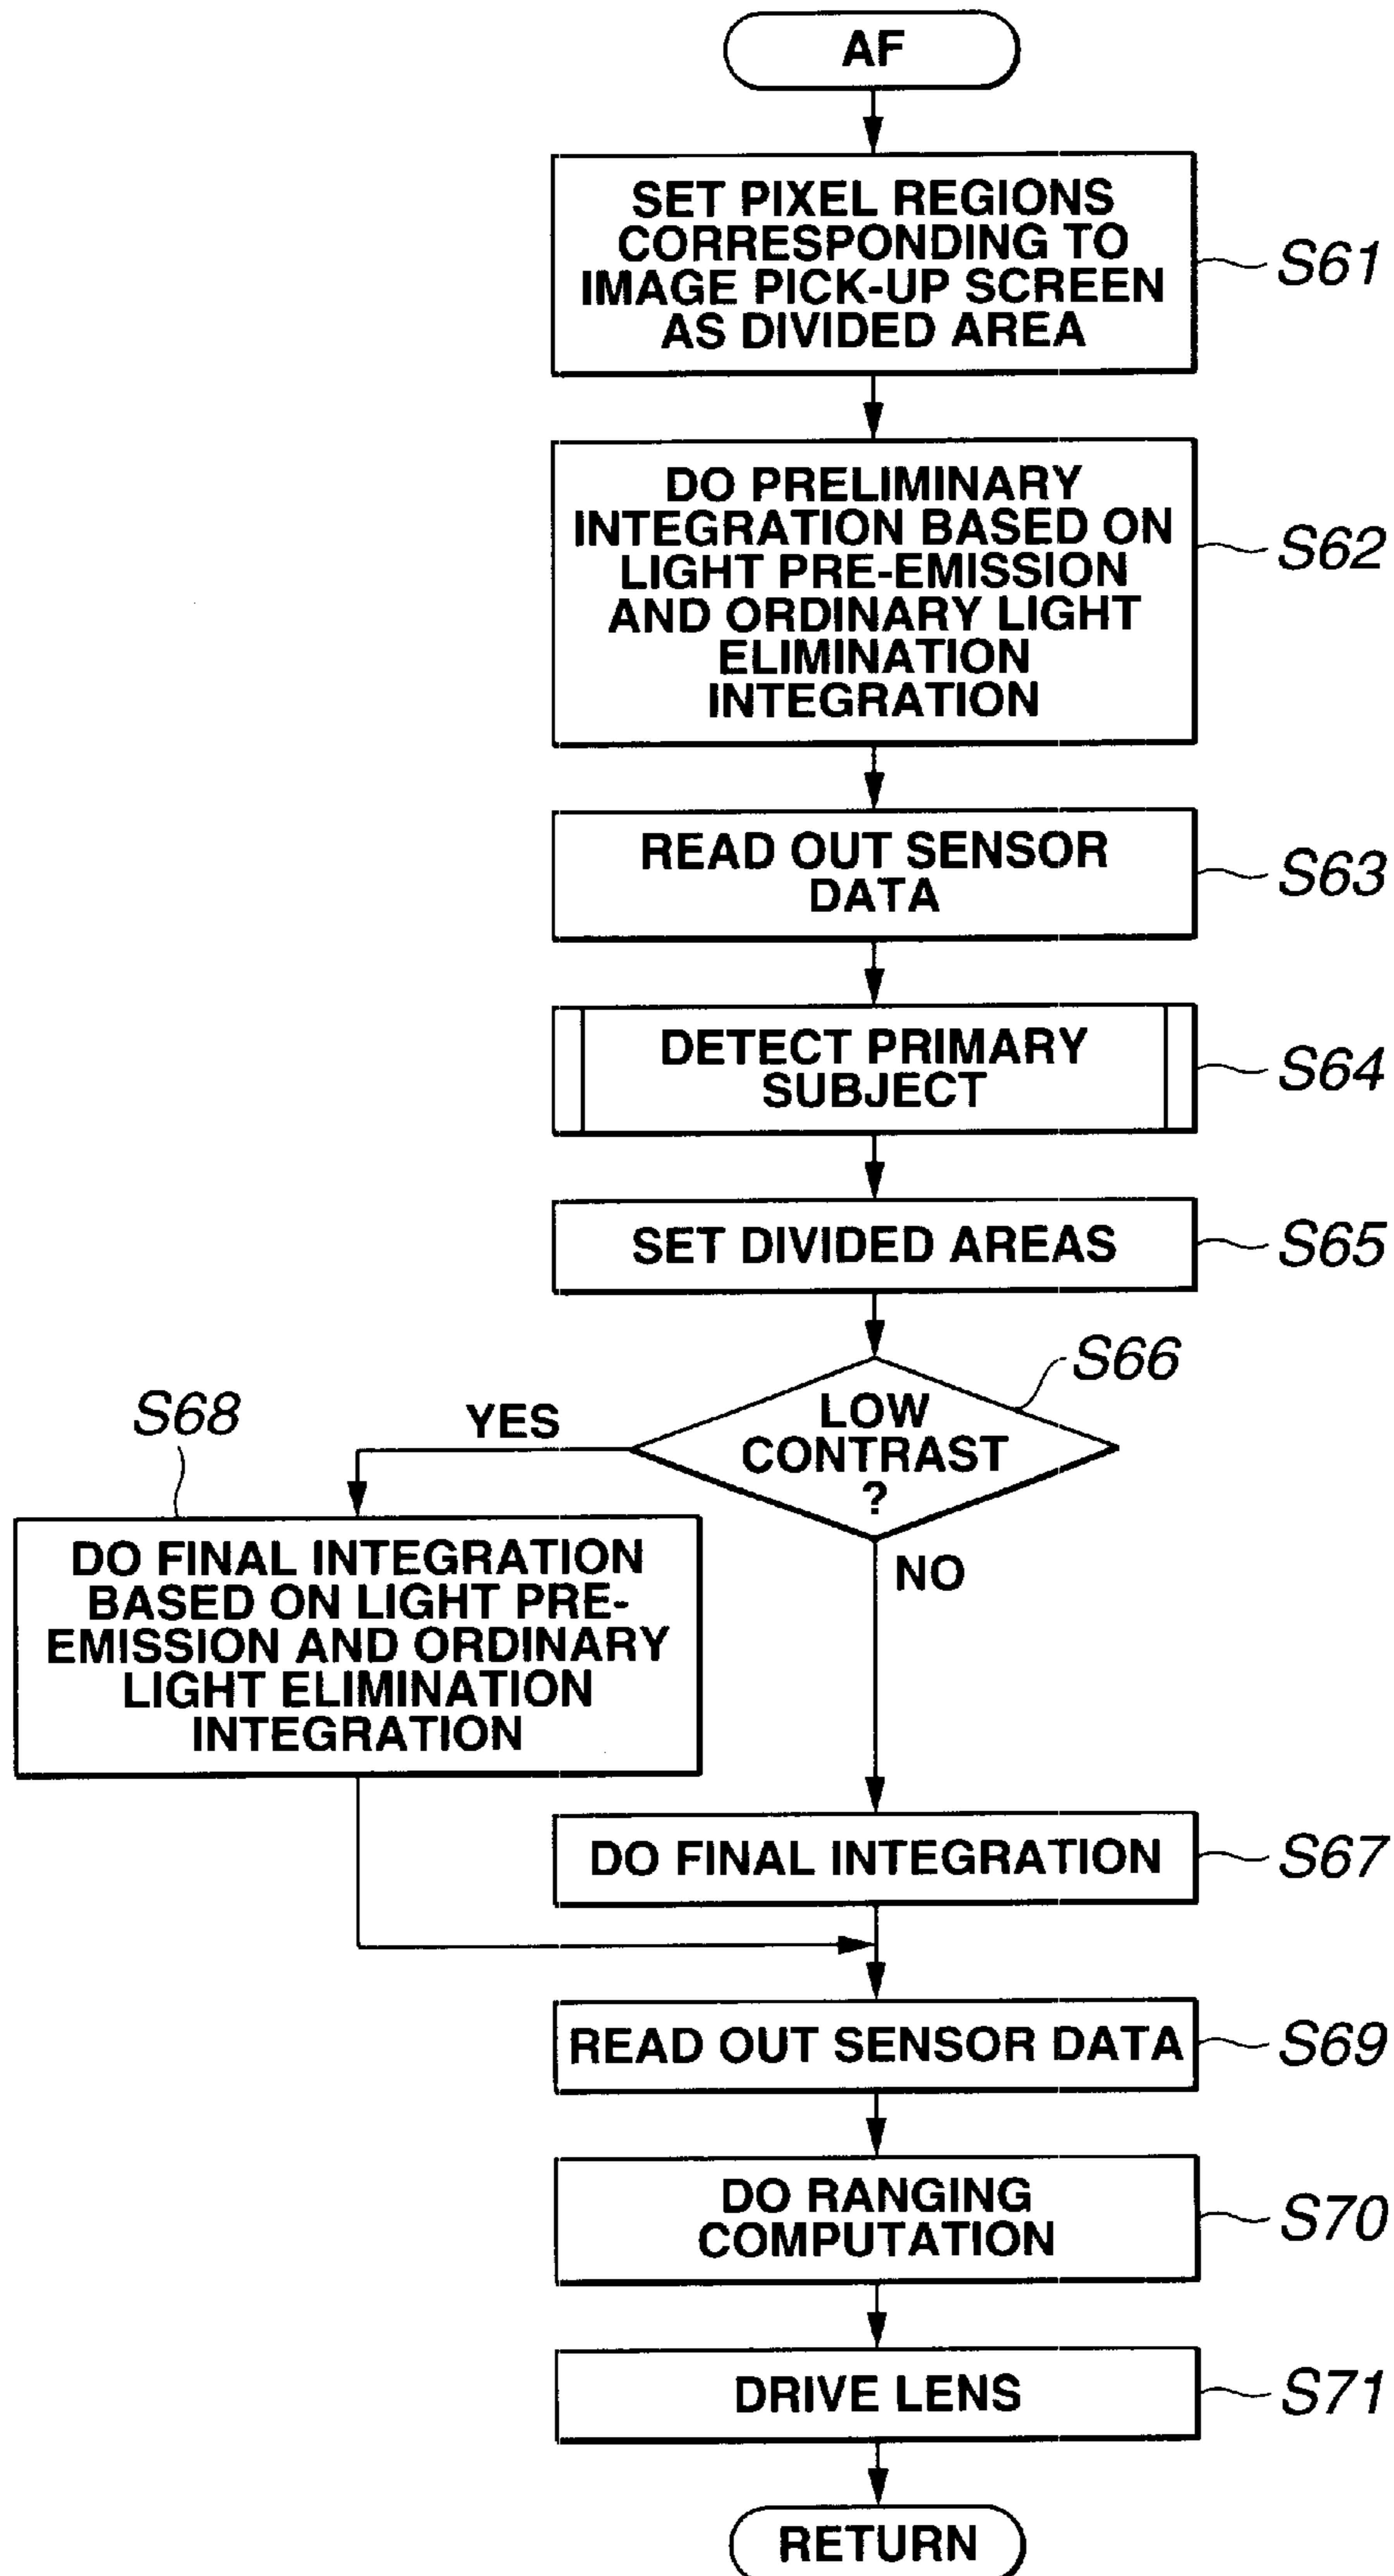 AF
SET PIXEL REGIONS
CORRESPONDING TO
IMAGE PICK-UP SCREEN
AS DIVIDED AREA
S61
DO PRELIMINARY
INTEGRATION BASED ON
LIGHT PRE-EMISSION
AND ORDINARY LIGHT
ELIMINATION
INTEGRATION
S62
READ OUT SENSOR
DATA
S63
DETECT PRIMARY
SUBJECT
S64
SET DIVIDED AREAS
S65
LOW
CONTRAST
?
S66
YES
NO
S68
DO FINAL INTEGRATION
BASED ON LIGHT PRE-
EMISSION AND ORDINARY
LIGHT ELIMINATION
INTEGRATION
DO FINAL INTEGRATION
S67
READ OUT SENSOR DATA
S69
DO RANGING
COMPUTATION
S70
DRIVE LENS
S71
RETURN